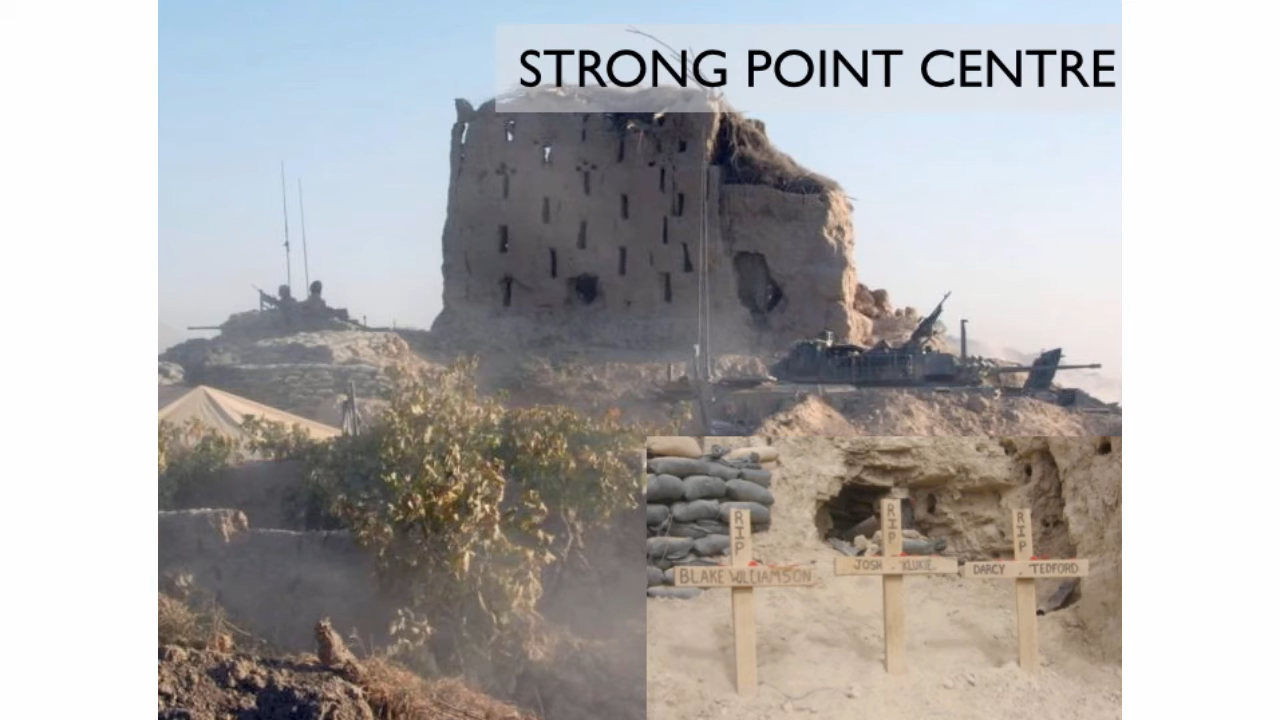 STRONG POINT CENTRE
RIP
BLAKE WILLIAMSON
RIP
JOSH KLUKIE
RIP
DARCY TEDFORD